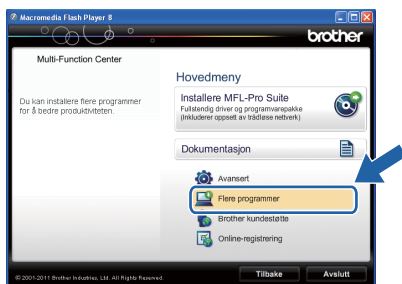 Macromedia Flash Player 8
brother
Multi-Function Center
Du kan installere flere programmer
for å bedre produktiviteten.
Hovedmeny
Installere MFL-Pro Suite
Fullstendig driver og programvarepakke
(Inkluderer oppsett av trådløse nettverk)
Dokumentasjon
Avansert
Flere programmer
Brother kundestøtte
Online-registrering
© 2001-2011 Brother Industries, Ltd. All Rights Reserved.
Tilbake
Avslutt